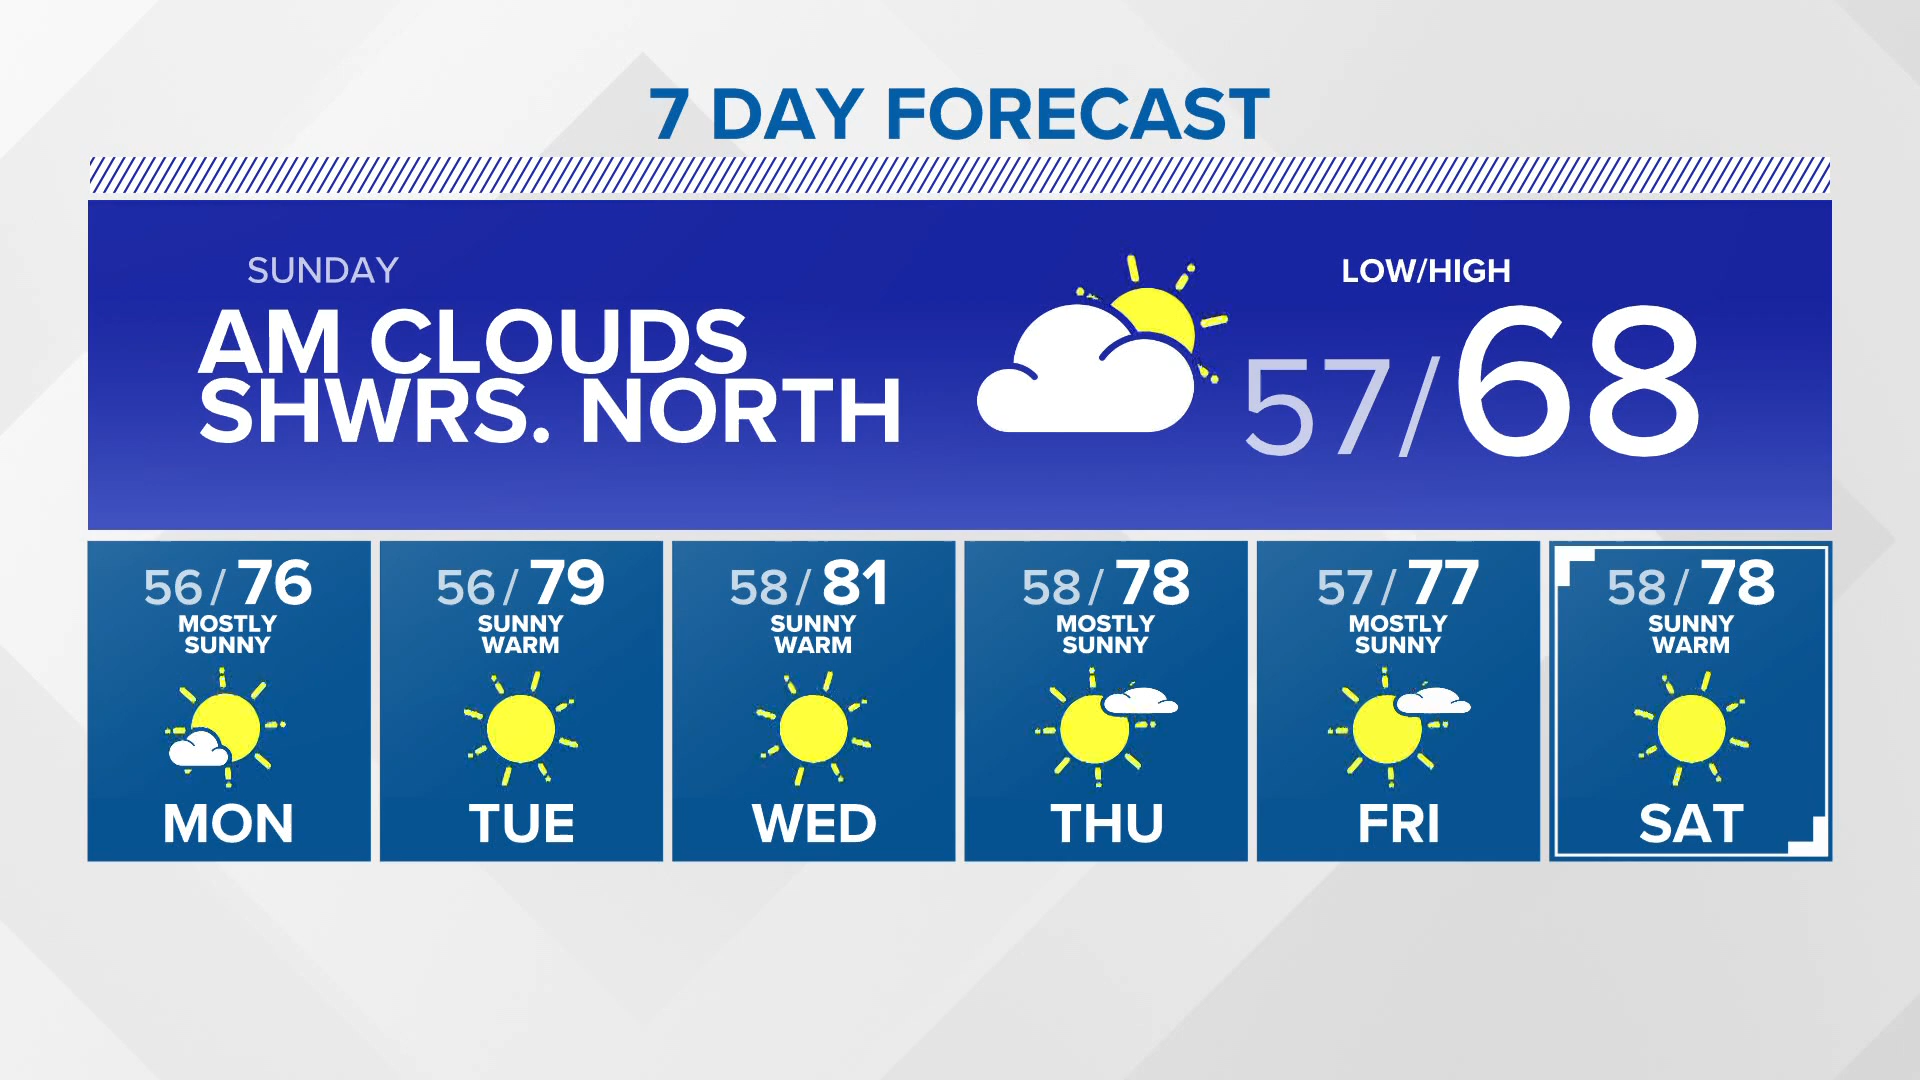 7 DAY FORECAST
SUNDAY
AM CLOUDS
SHWRS. NORTH
LOW/HIGH
57/68
56/76
MOSTLY
SUNNY
MON
56/79
SUNNY
WARM
TUE
58/81
SUNNY
WARM
WED
58/78
MOSTLY
SUNNY
THU
57/77
MOSTLY
SUNNY
FRI
58/78
SUNNY
WARM
SAT